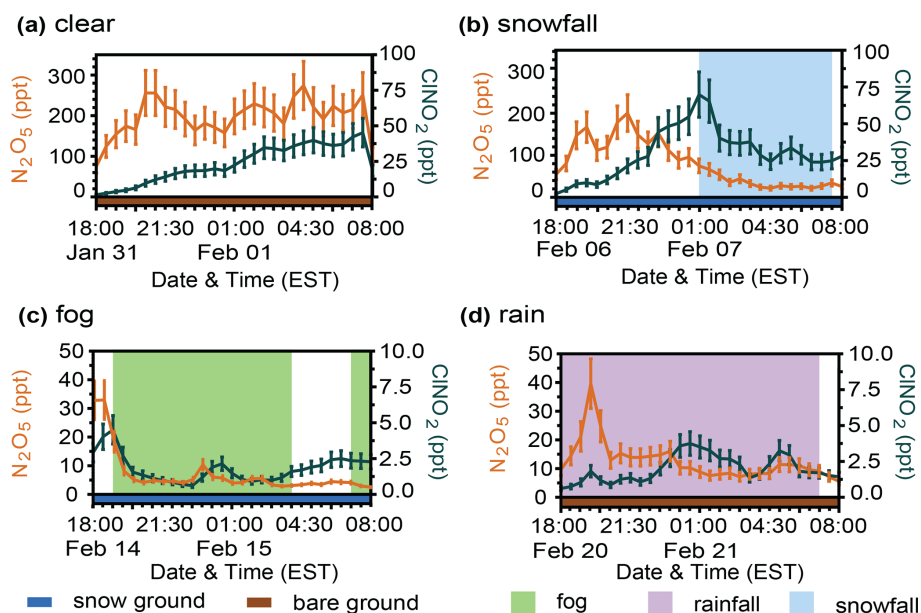 (a) clear
N2O5 (ppt)
300
200
100
0
100
75
50
25
0
ClNO2 (ppt)
18:00 21:30 01:00 04:30 08:00
Jan 31 Feb 01
Date & Time (EST)
(b) snowfall
N2O5 (ppt)
300
200
100
0
100
75
50
25
0
ClNO2 (ppt)
18:00 21:30 01:00 04:30 08:00
Feb 06 Feb 07
Date & Time (EST)
(c) fog
N2O5 (ppt)
50
40
30
20
10
0
10.0
7.5
5.0
2.5
0.0
ClNO2 (ppt)
18:00 21:30 01:00 04:30 08:00
Feb 14 Feb 15
Date & Time (EST)
(d) rain
N2O5 (ppt)
50
40
30
20
10
0
10.0
7.5
5.0
2.5
0.0
ClNO2 (ppt)
18:00 21:30 01:00 04:30 08:00
Feb 20 Feb 21
Date & Time (EST)
snow ground bare ground fog rainfall snowfall